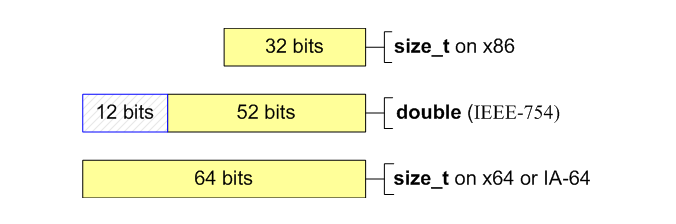 32 bits size_t on x86
12 bits 52 bits double (IEEE-754)
64 bits size_t on x64 or IA-64